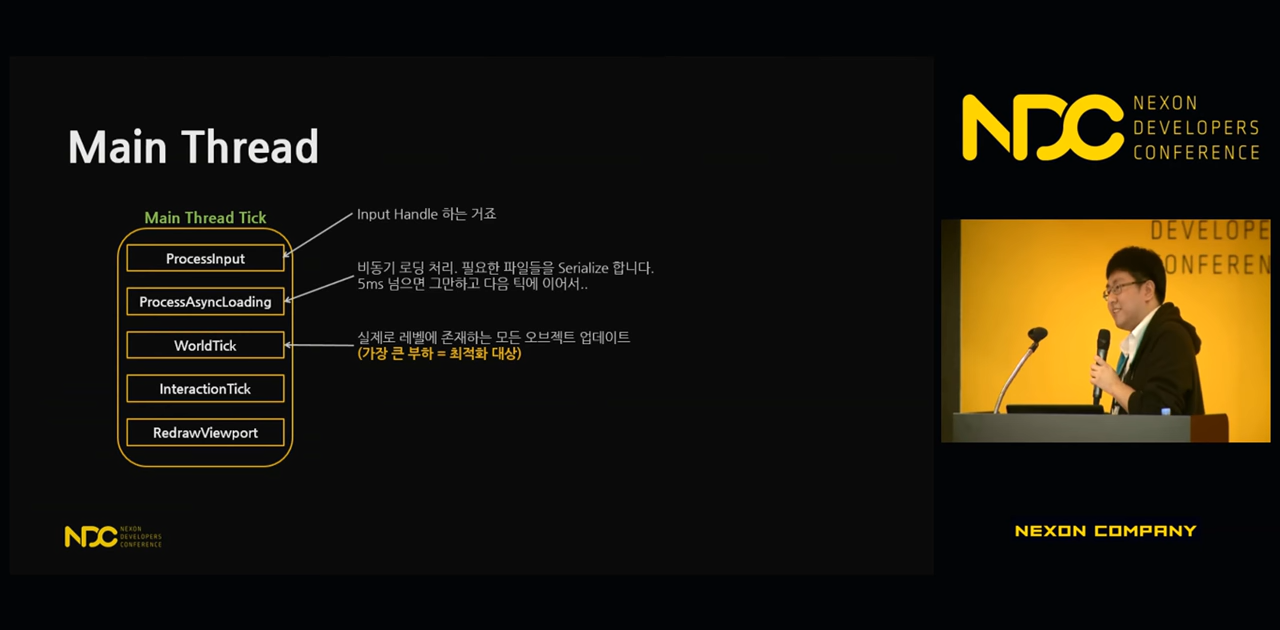 Main Thread
Main Thread Tick
ProcessInput
ProcessAsyncLoading
WorldTick
InteractionTick
RedrawViewport
Input Handle 하는 거죠
비동기 로딩 처리. 필요한 파일들을 Serialize 합니다.
5ms 넘으면 그만하고 다음 틱에 이어서..
실제로 레벨에 존재하는 모든 오브젝트 업데이트
(가장 큰 부하 = 최적화 대상)
NDC
NEXON
DEVELOPERS
CONFERENCE
NDC
NEXON
DEVELOPERS
CONFERENCE
DEVELOPE
ONFEREN
NEXON COMPANY